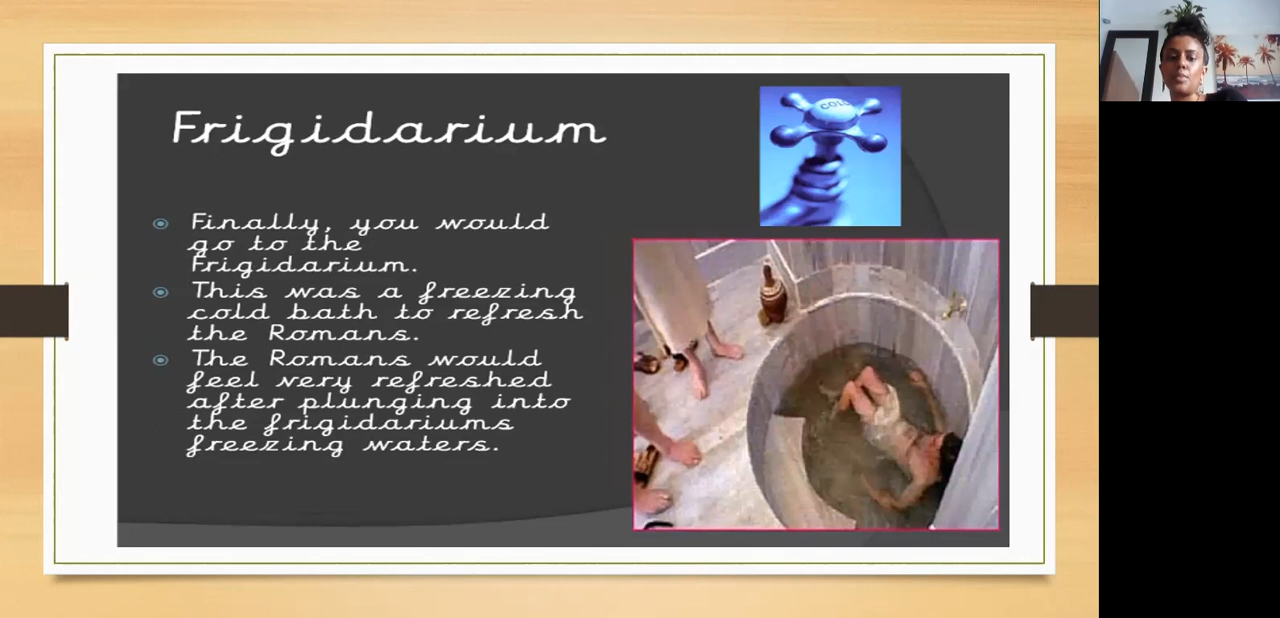 Frigidarium
COLD
Finally, you would
go to the
Frigidarium.
This was a freezing
cold bath to refresh
the Romans.
The Romans would
feel very refreshed
after plunging into
the frigidariums
freezing waters.